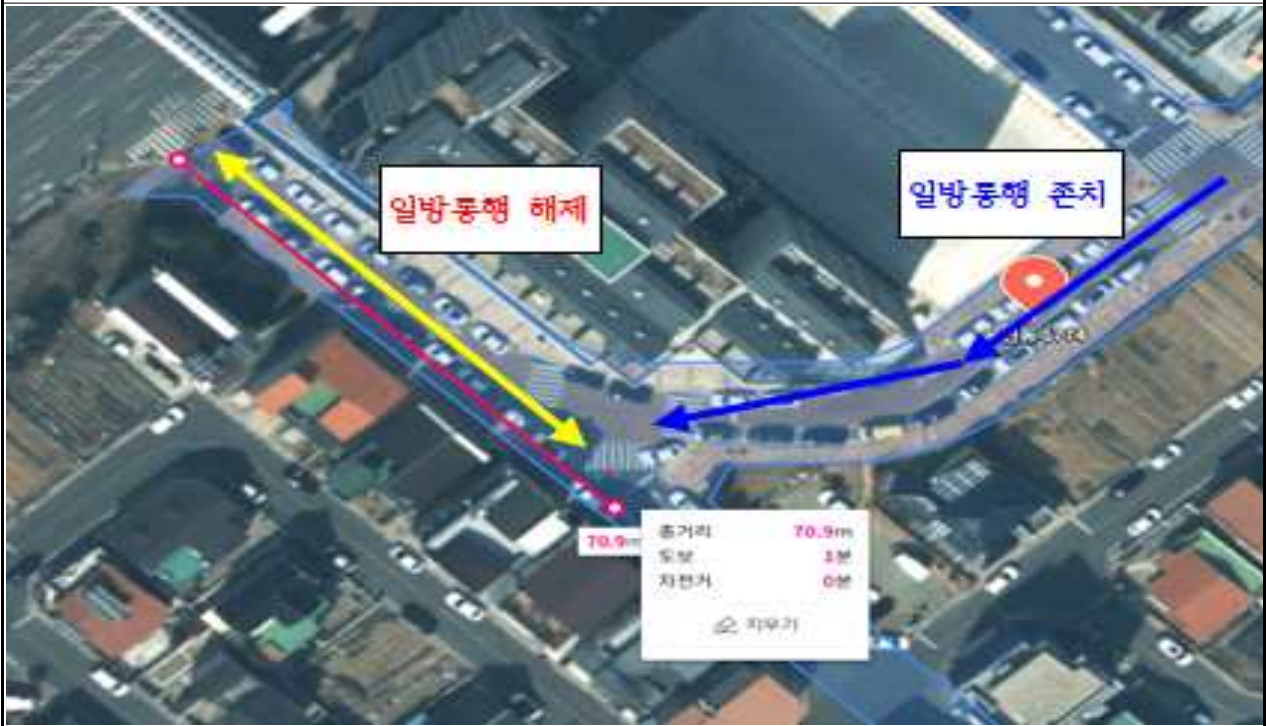 일방통행 해제
일방통행 존치
70.9m
총거리 70.9m
도보 1분
자전거 0분
지우기